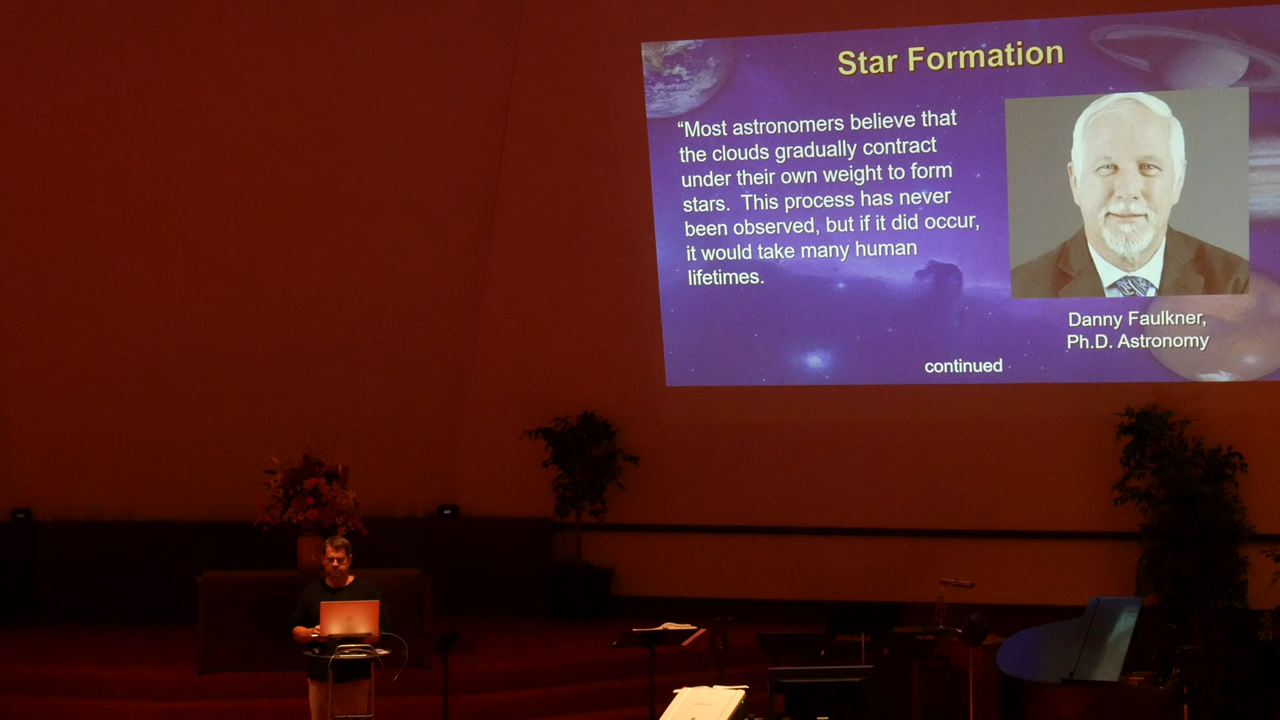 Star Formation
“Most astronomers believe that
the clouds gradually contract
under their own weight to form
stars.  This process has never
been observed, but if it did occur,
it would take many human
lifetimes.
Danny Faulkner,
Ph.D. Astronomy
continued